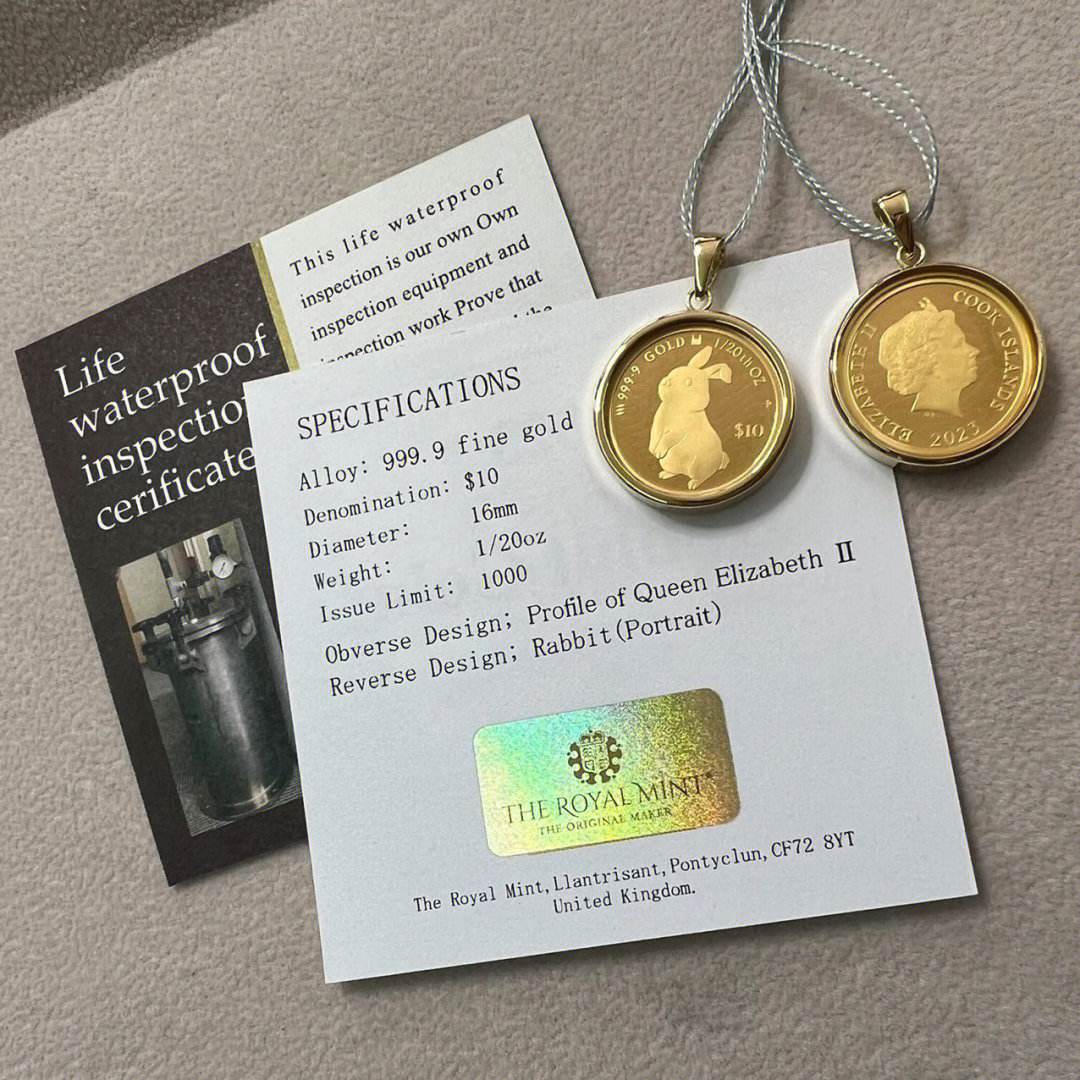 This life waterproof
inspection is our own Own
inspection equipment and
inspection work Prove that
the
Life
waterproof
inspectio
cerificate
SPECIFICATIONS
Alloy: 999.9 fine gold
Denomination: $10
Diameter: 16mm
Weight: 1/20oz
Issue Limit: 1000
Obverse Design; Profile of Queen Elizabeth Ⅱ
Reverse Design; Rabbit(Portrait)
THE ROYAL MINT®
THE ORIGINAL MAKER
The Royal Mint,Llantrisant,Pontyclun,CF72 8YT
United Kingdom.
999.9 GOLD 1/20thOZ
$10
ELIZABETH II COOK ISLANDS
2023